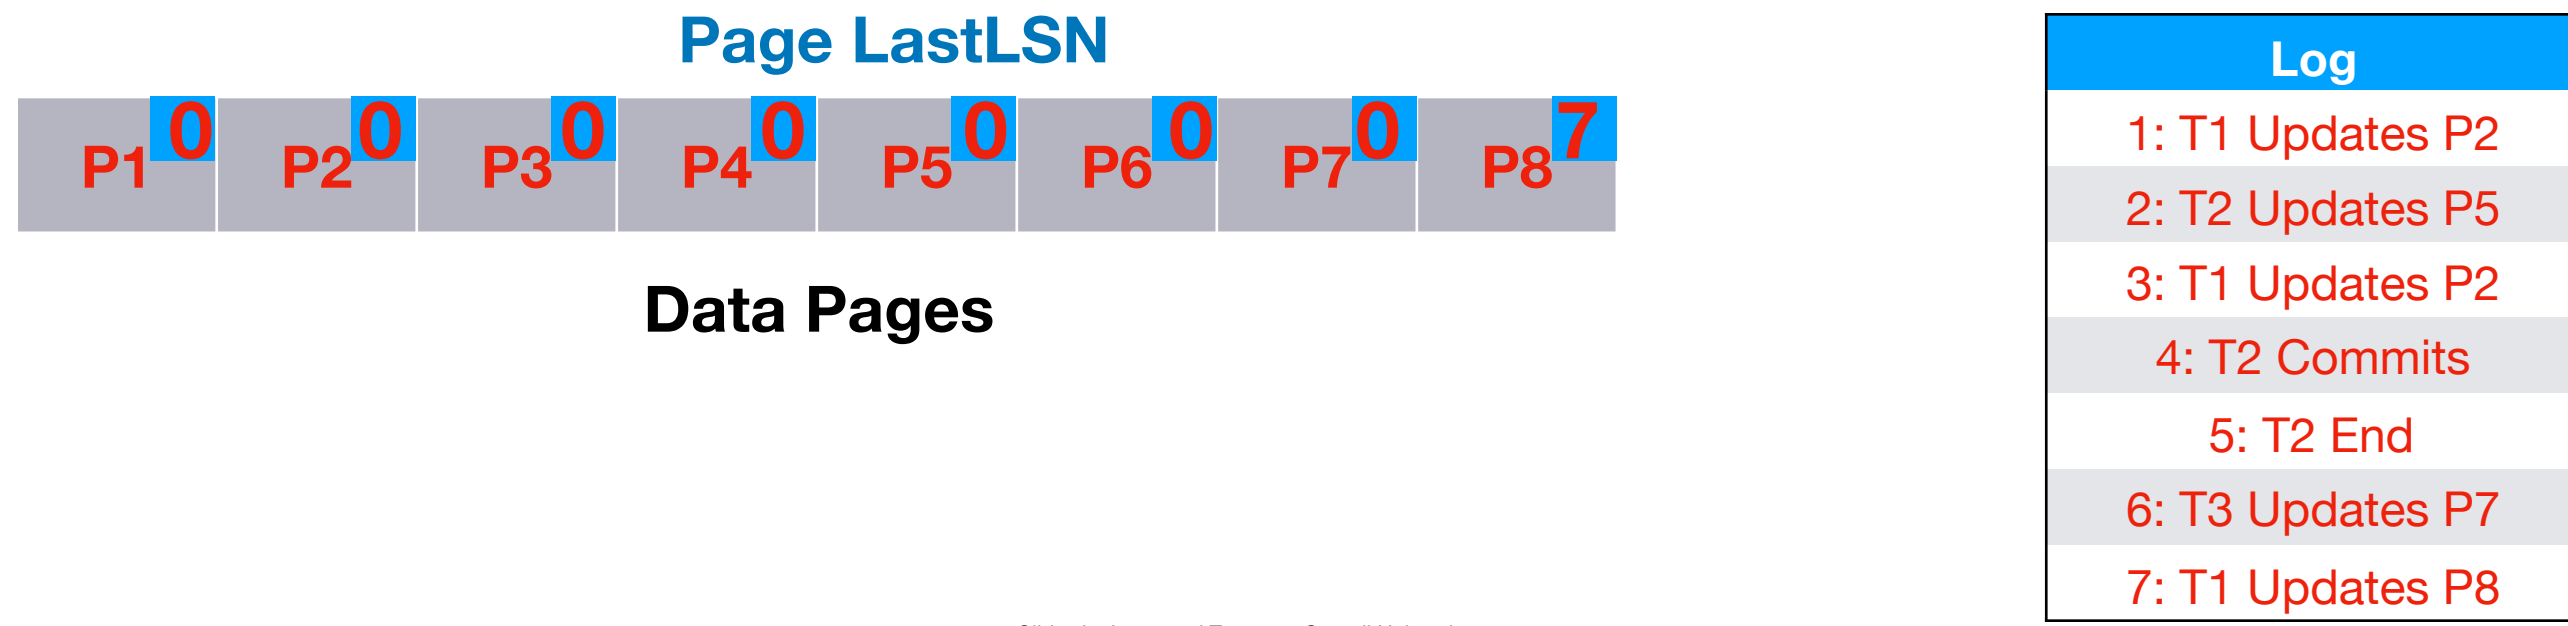 Page LastLSN
P1 0 P2 0 P3 0 P4 0 P5 0 P6 0 P7 0 P8 7
Data Pages
Log
1: T1 Updates P2
2: T2 Updates P5
3: T1 Updates P2
4: T2 Commits
5: T2 End
6: T3 Updates P7
7: T1 Updates P8